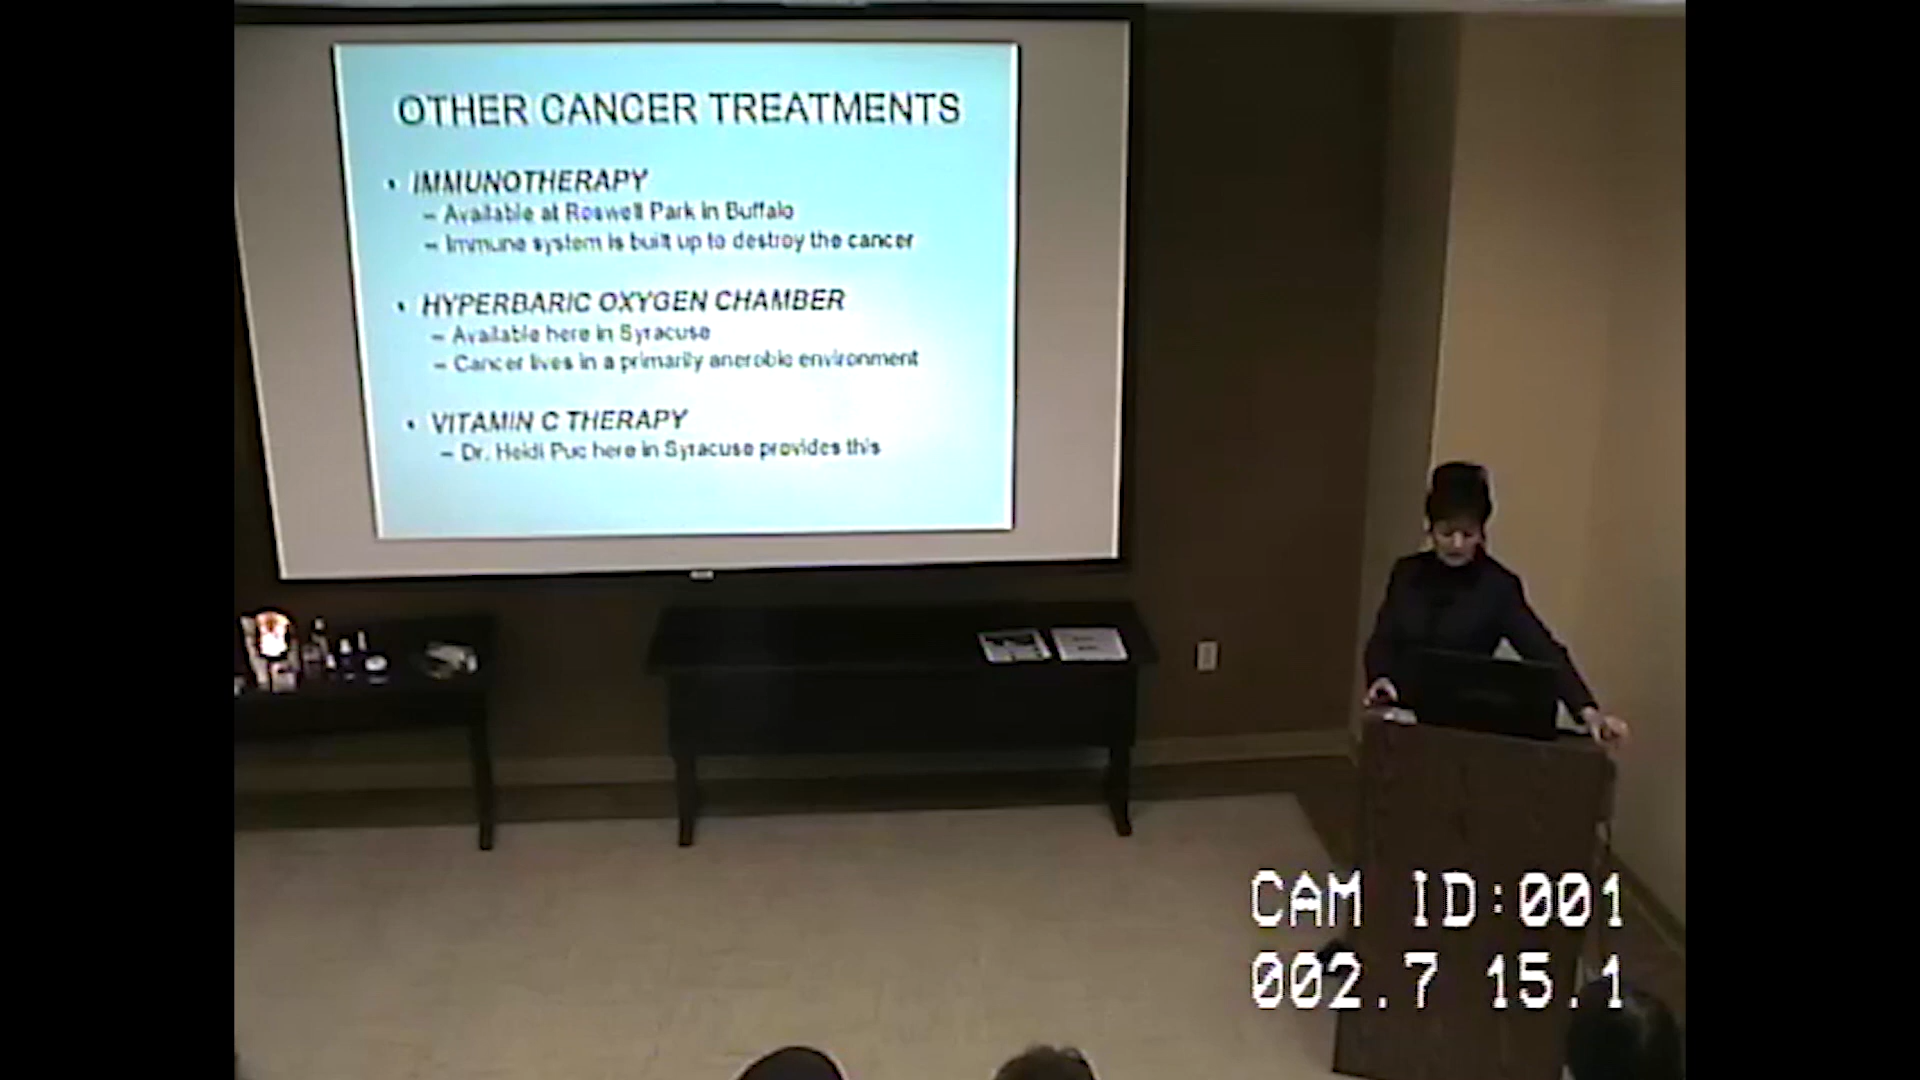 OTHER CANCER TREATMENTS
• IMMUNOTHERAPY
– Available at Roswell Park in Buffalo
– Immune system is built up to destroy the cancer
• HYPERBARIC OXYGEN CHAMBER
– Available here in Syracuse
– Cancer lives in a primarily anerobic environment
• VITAMIN C THERAPY
– Dr. Heidi Puc here in Syracuse provides this
CAM ID:001
002.7 15.1